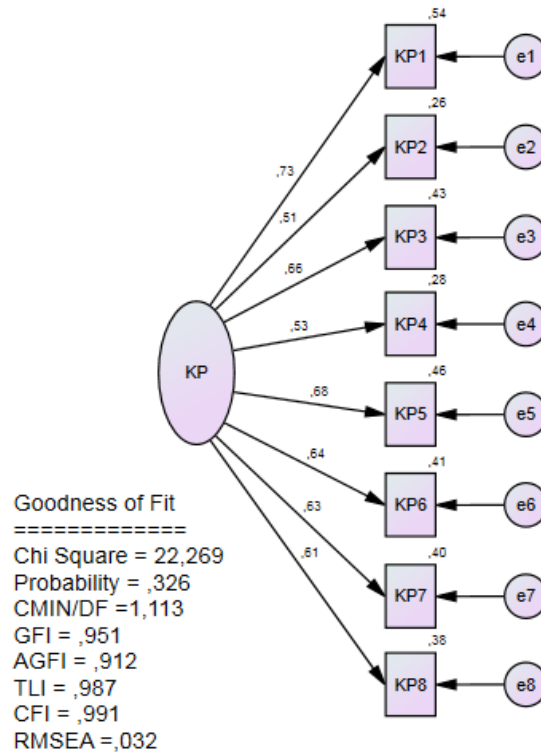 ,54
KP1
e1
,73
,26
KP2
e2
,51
,43
KP3
e3
,66
,28
KP4
e4
,53
KP
,46
KP5
e5
,68
,41
KP6
e6
,64
,40
KP7
e7
,63
,38
KP8
e8
,61
Goodness of Fit
=============
Chi Square = 22,269
Probability = ,326
CMIN/DF =1,113
GFI = ,951
AGFI = ,912
TLI = ,987
CFI = ,991
RMSEA =,032